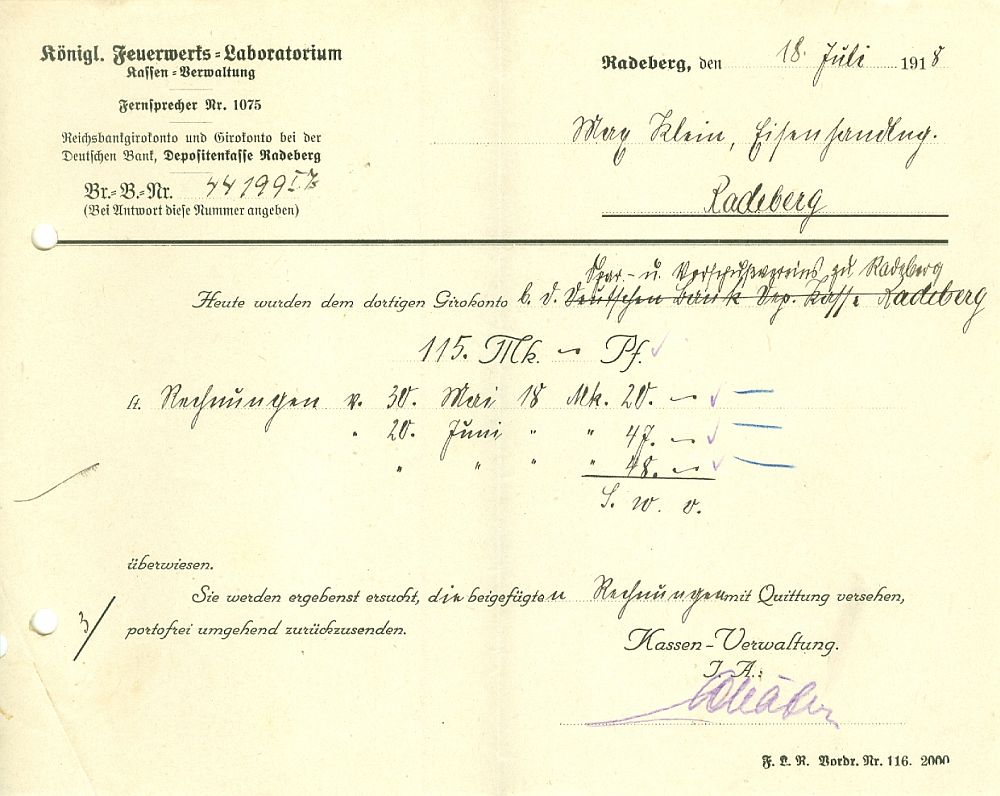 Königl. Feuerwerks-Laboratorium
Kassen-Verwaltung
Fernsprecher Nr. 1075
Reichsbankgirokonto und Girokonto bei der
Deutschen Bank, Depositenkasse Radeberg
Br.-B.-Nr. 44199
(Bei Antwort diese Nummer angeben)
Radeberg, den 18. Juli 1918
Max Klein, Eisenhandlng.
Radeberg
Spar- u. Vorschußvereins zu Radeberg
Heute wurden dem dortigen Girokonto b. d. Deutschen Bank Dep. Kasse Radeberg
115. Mk. – Pf.
lt. Rechnungen v. 30. Mai 18 Mk. 20. –
" 20. Juni " " 47. –
" " " " 48. –
S. w. o.
überwiesen.
Sie werden ergebenst ersucht, die beigefügten Rechnungen mit Quittung versehen,
portofrei umgehend zurückzusenden.
3/
Kassen-Verwaltung.
I. A.:
F. L. R. Vordr. Nr. 116. 2000